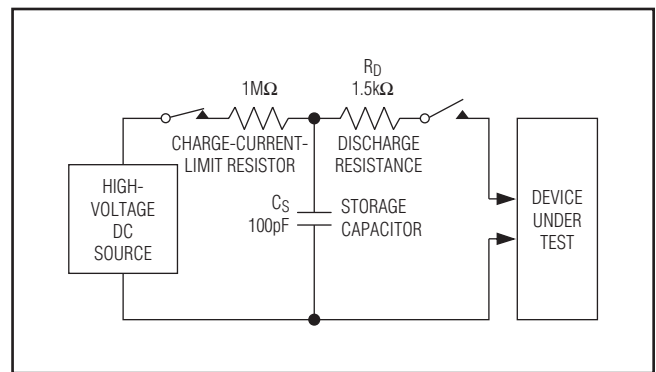 1MΩ
CHARGE-CURRENT-
LIMIT RESISTOR
R_D
1.5kΩ
DISCHARGE
RESISTANCE
HIGH-
VOLTAGE
DC
SOURCE
C_S
100pF
STORAGE
CAPACITOR
DEVICE
UNDER
TEST